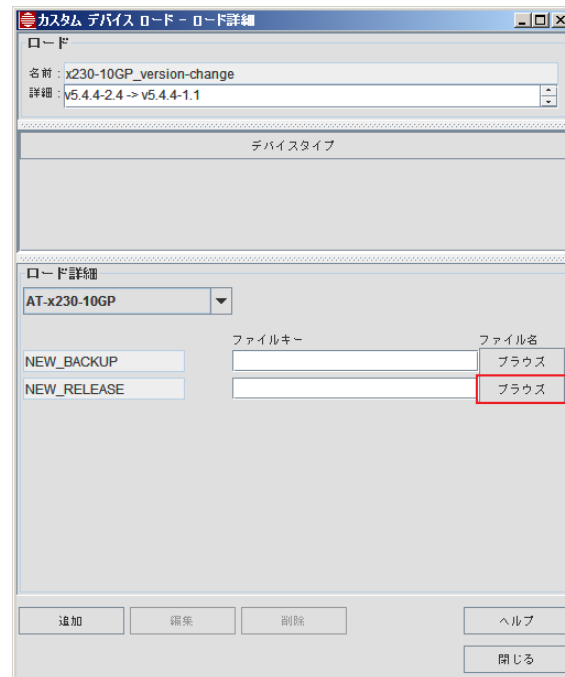 カスタム デバイス ロード - ロード詳細
ロード
名前 : x230-10GP_version-change
詳細 : v5.4.4-2.4 -> v5.4.4-1.1
デバイスタイプ
ロード詳細
AT-x230-10GP
ファイルキー ファイル名
NEW_BACKUP ブラウズ
NEW_RELEASE ブラウズ
追加 編集 削除 ヘルプ
閉じる